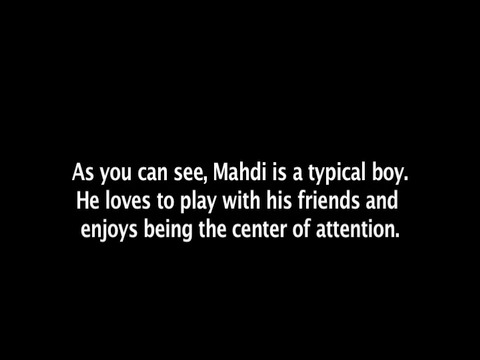 As you can see, Mahdi is a typical boy.
He loves to play with his friends and
enjoys being the center of attention.